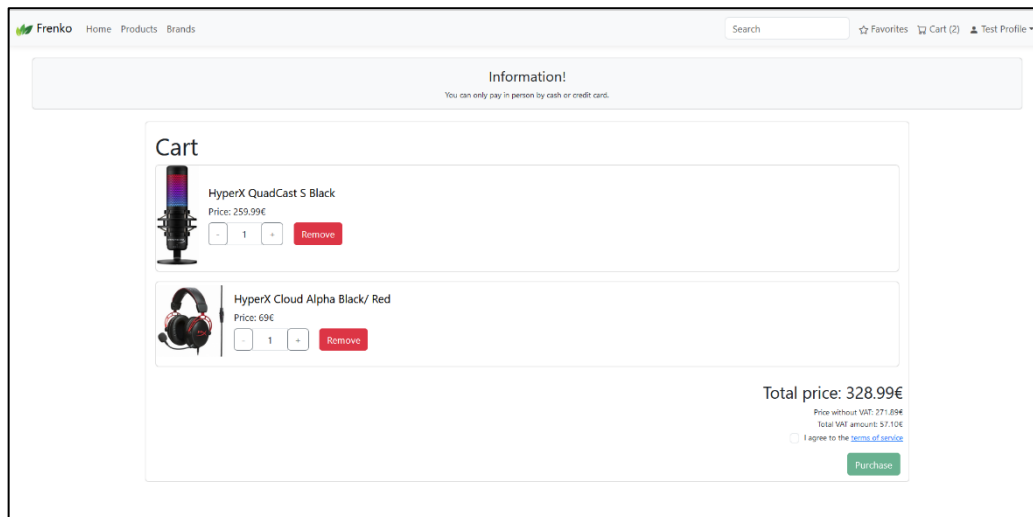 Frenko Home Products Brands Search Favorites Cart (2) Test Profile
Information!
You can only pay in person by cash or credit card.
Cart
HyperX QuadCast S Black
Price: 259.99€
- 1 + Remove
HyperX Cloud Alpha Black/ Red
Price: 69€
- 1 + Remove
Total price: 328.99€
Price without VAT: 271.89€
Total VAT amount: 57.10€
I agree to the terms of service
Purchase